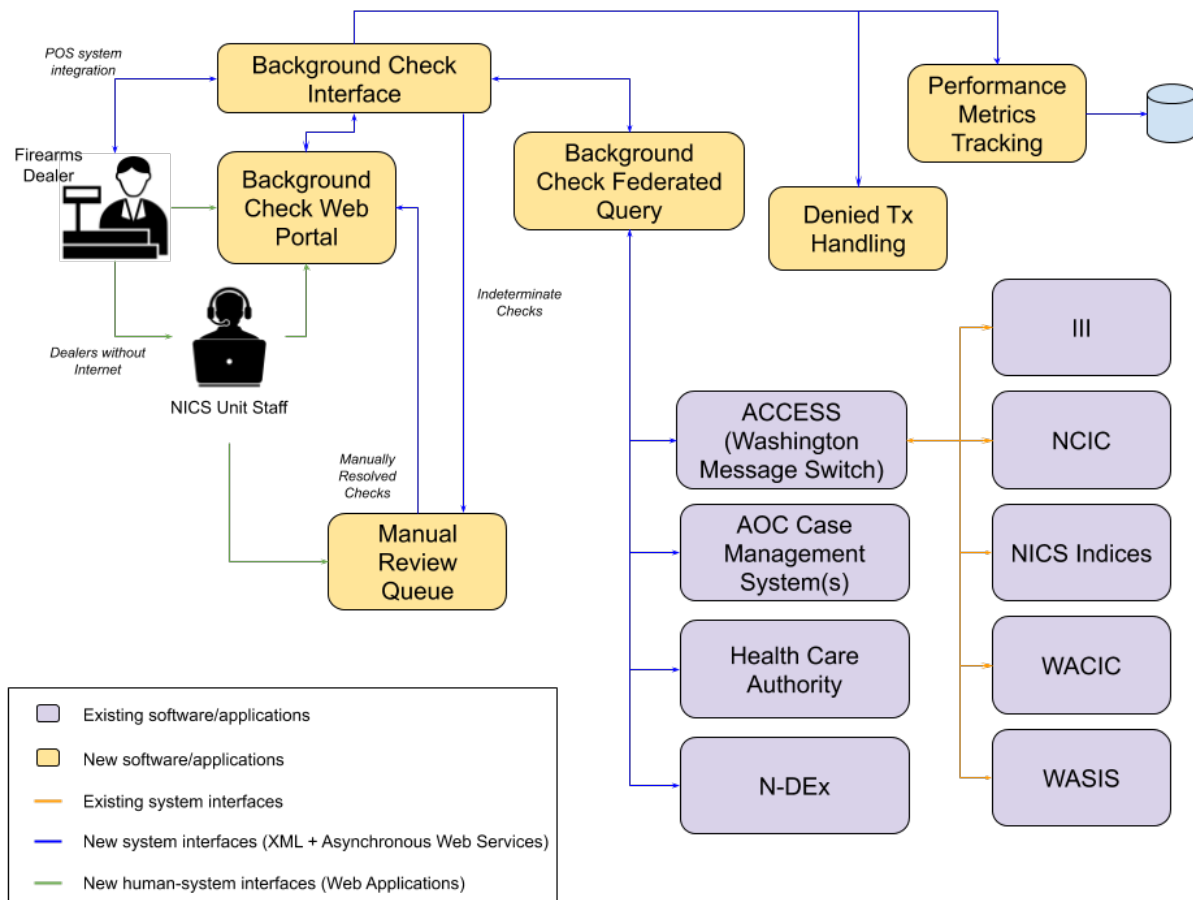 POS system
integration
Background Check
Interface
Performance
Metrics
Tracking
Firearms
Dealer
Background
Check Web
Portal
Background
Check Federated
Query
Denied Tx
Handling
Indeterminate
Checks
Dealers without
Internet
NICS Unit Staff
III
ACCESS
(Washington
Message Switch)
NCIC
Manually
Resolved
Checks
Manual
Review
Queue
AOC Case
Management
System(s)
NICS Indices
Health Care
Authority
WACIC
N-DEx
WASIS
Existing software/applications
New software/applications
Existing system interfaces
New system interfaces (XML + Asynchronous Web Services)
New human-system interfaces (Web Applications)